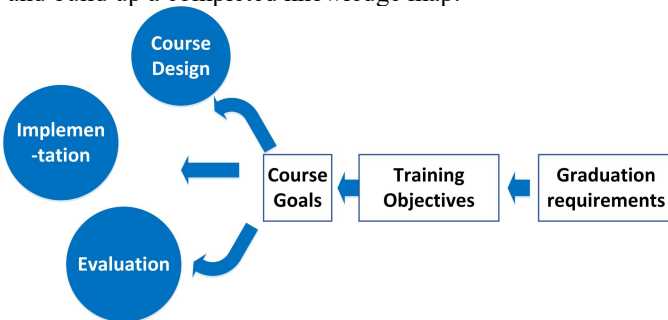 and build up a completed knowledge map.
Course
Design
Implemen
-tation
Evaluation
Course
Goals
Training
Objectives
Graduation
requirements